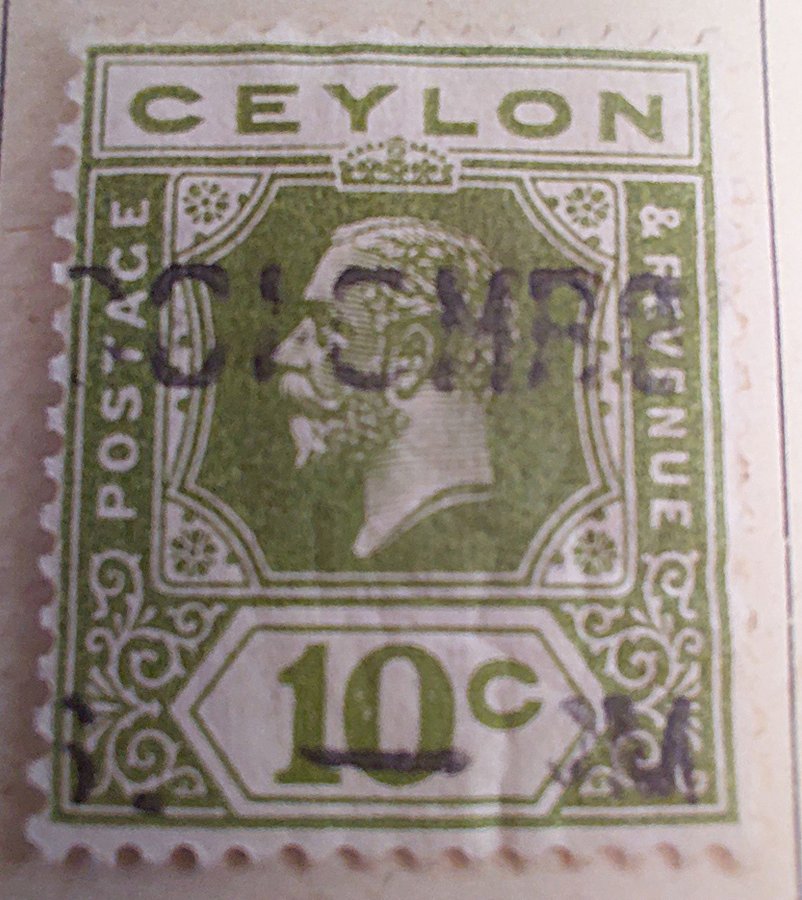 CEYLON
POSTAGE
& REVENUE
10C